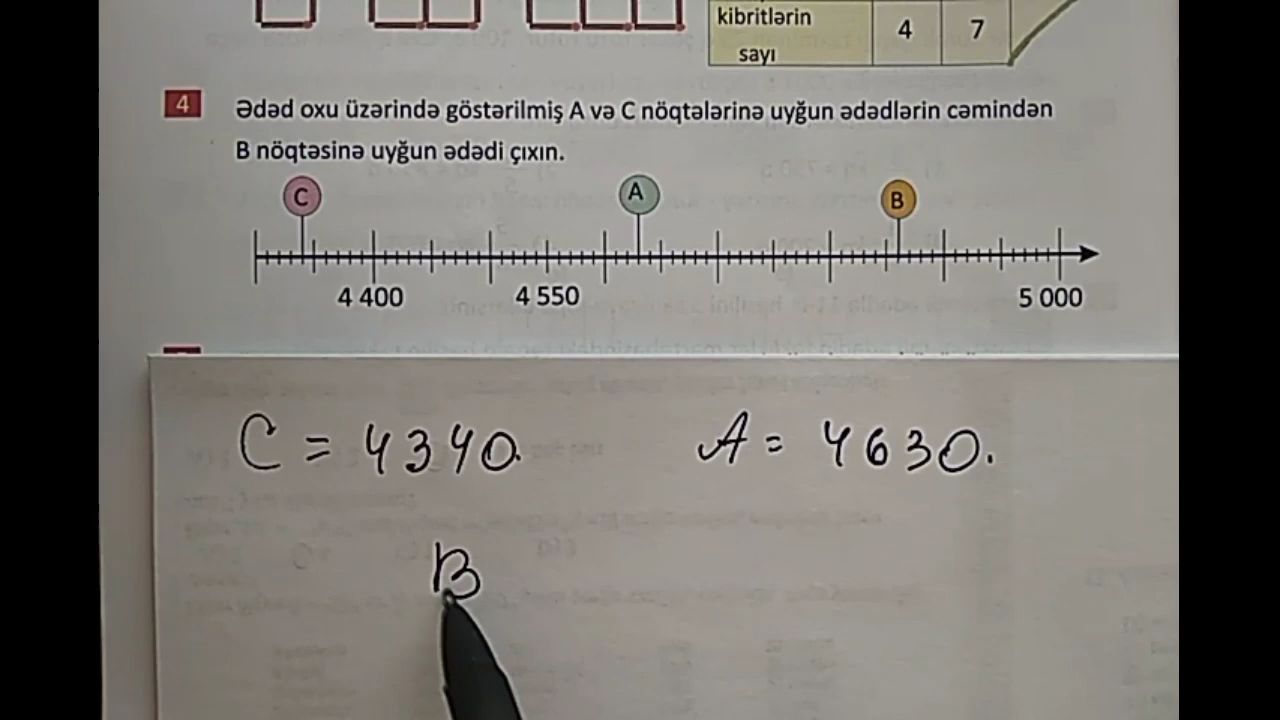 kibritlərin 4 7
sayı
4 Ədəd oxu üzərində göstərilmiş A və C nöqtələrinə uyğun ədədlərin cəmindən
B nöqtəsinə uyğun ədədi çıxın.
C A B
4 400 4 550 5 000
C = 4340. A = 4630.
B